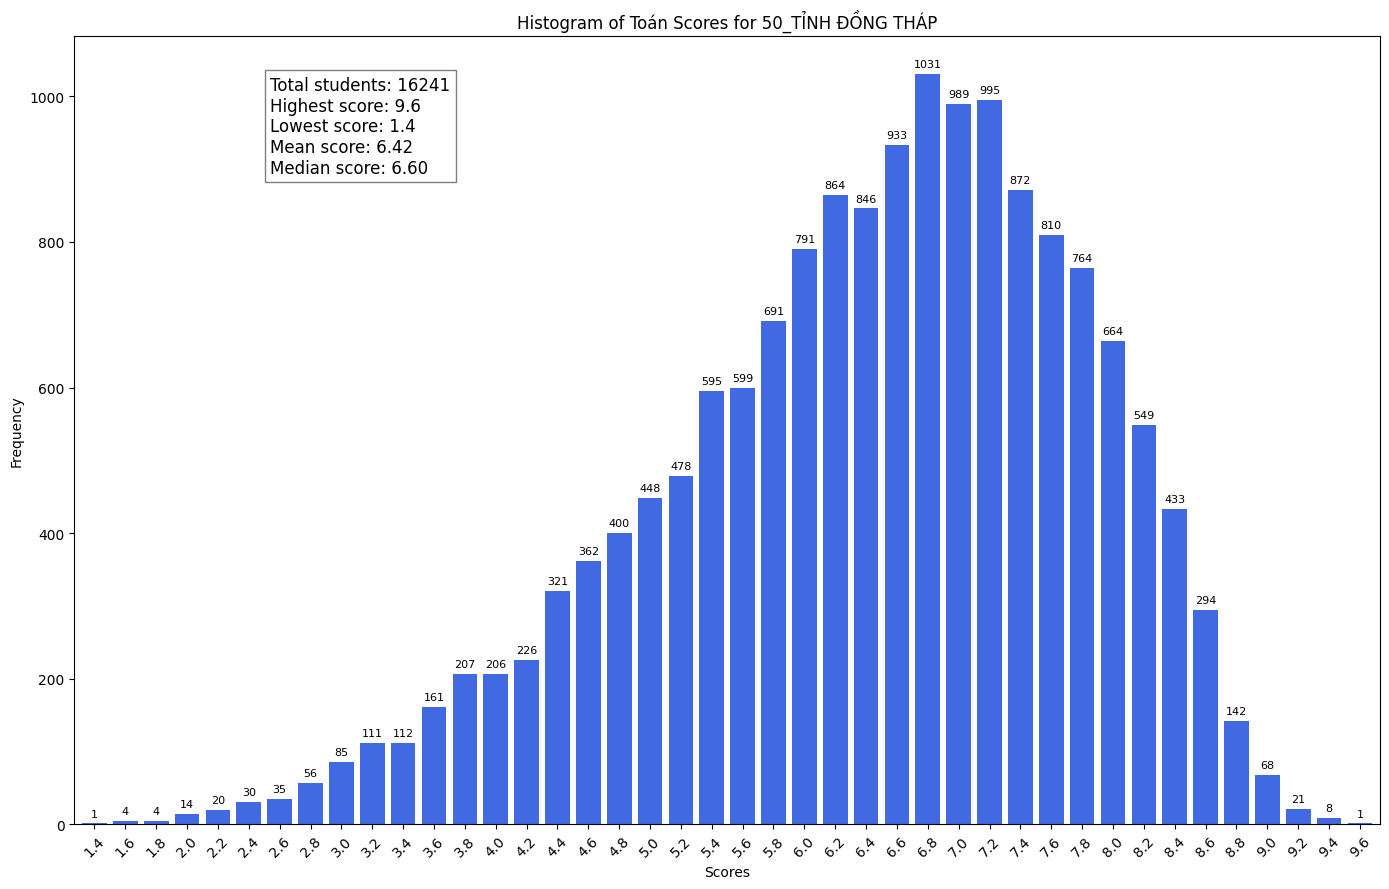 Histogram of Toán Scores for 50_TỈNH ĐỒNG THÁP
Total students: 16241
Highest score: 9.6
Lowest score: 1.4
Mean score: 6.42
Median score: 6.60
Frequency
1000
800
600
400
200
0
1 4 4 14 20 30 35 56 85 111 112 161 207 206 226 321 362 400 448 478 595 599 691 791 864 846 933 1031 989 995 872 810 764 664 549 433 294 142 68 21 8 1
1.4 1.6 1.8 2.0 2.2 2.4 2.6 2.8 3.0 3.2 3.4 3.6 3.8 4.0 4.2 4.4 4.6 4.8 5.0 5.2 5.4 5.6 5.8 6.0 6.2 6.4 6.6 6.8 7.0 7.2 7.4 7.6 7.8 8.0 8.2 8.4 8.6 8.8 9.0 9.2 9.4 9.6
Scores